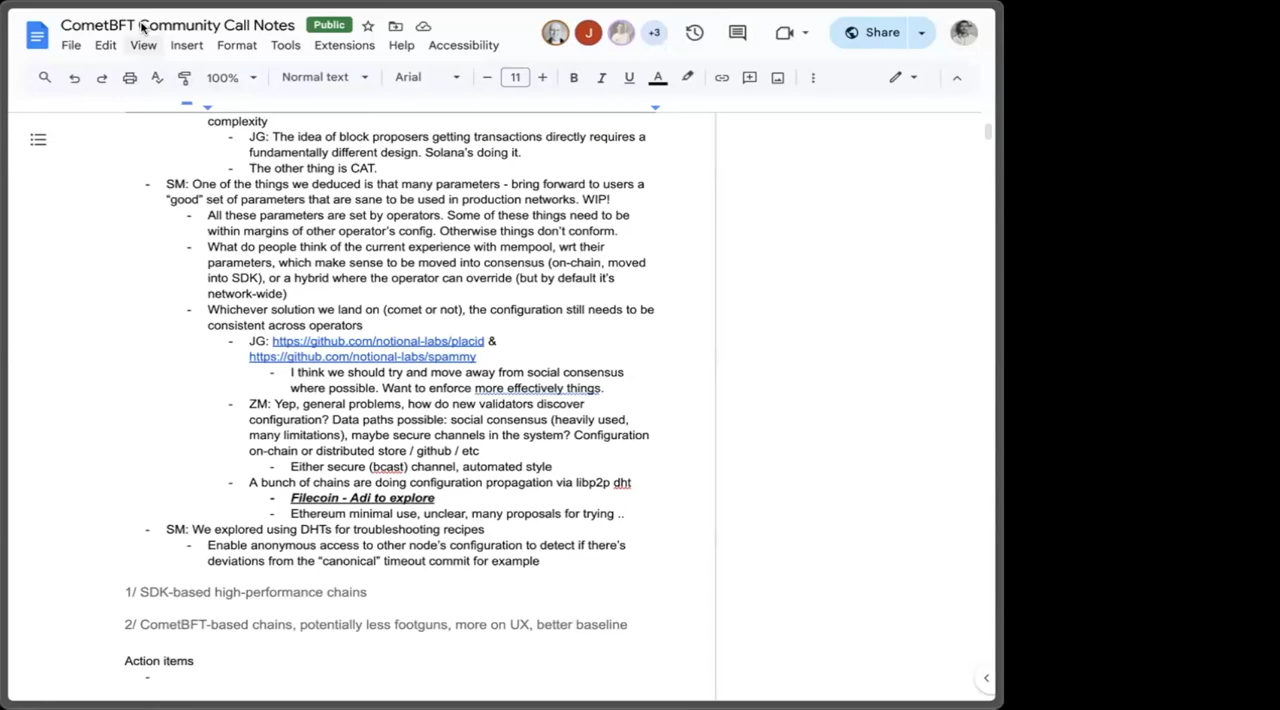 CometBFT Community Call Notes Public
+3 Share
File Edit View Insert Format Tools Extensions Help Accessibility
100% Normal text Arial 11 B I U A
complexity
- JG: The idea of block proposers getting transactions directly requires a
fundamentally different design. Solana's doing it.
- The other thing is CAT.
- SM: One of the things we deduced is that many parameters - bring forward to users a
"good" set of parameters that are sane to be used in production networks. WIP!
- All these parameters are set by operators. Some of these things need to be
within margins of other operator's config. Otherwise things don't conform.
- What do people think of the current experience with mempool, wrt their
parameters, which make sense to be moved into consensus (on-chain, moved
into SDK), or a hybrid where the operator can override (but by default it's
network-wide)
- Whichever solution we land on (comet or not), the configuration still needs to be
consistent across operators
- JG: https://github.com/notional-labs/placid &
https://github.com/notional-labs/spammy
- I think we should try and move away from social consensus
where possible. Want to enforce more effectively things.
- ZM: Yep, general problems, how do new validators discover
configuration? Data paths possible: social consensus (heavily used,
many limitations), maybe secure channels in the system? Configuration
on-chain or distributed store / github / etc
- Either secure (bcast) channel, automated style
- A bunch of chains are doing configuration propagation via libp2p dht
- Filecoin - Adi to explore
- Ethereum minimal use, unclear, many proposals for trying ..
- SM: We explored using DHTs for troubleshooting recipes
- Enable anonymous access to other node's configuration to detect if there's
deviations from the "canonical" timeout commit for example
1/ SDK-based high-performance chains
2/ CometBFT-based chains, potentially less footguns, more on UX, better baseline
Action items
-